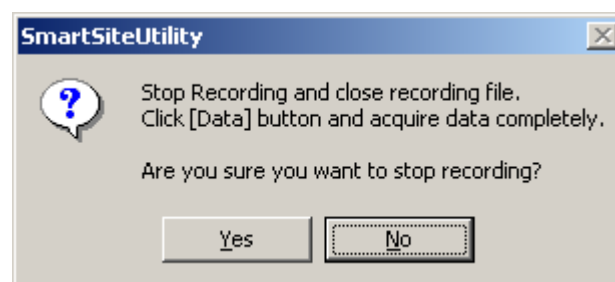 SmartSiteUtility
Stop Recording and close recording file.
Click [Data] button and acquire data completely.
Are you sure you want to stop recording?
Yes No